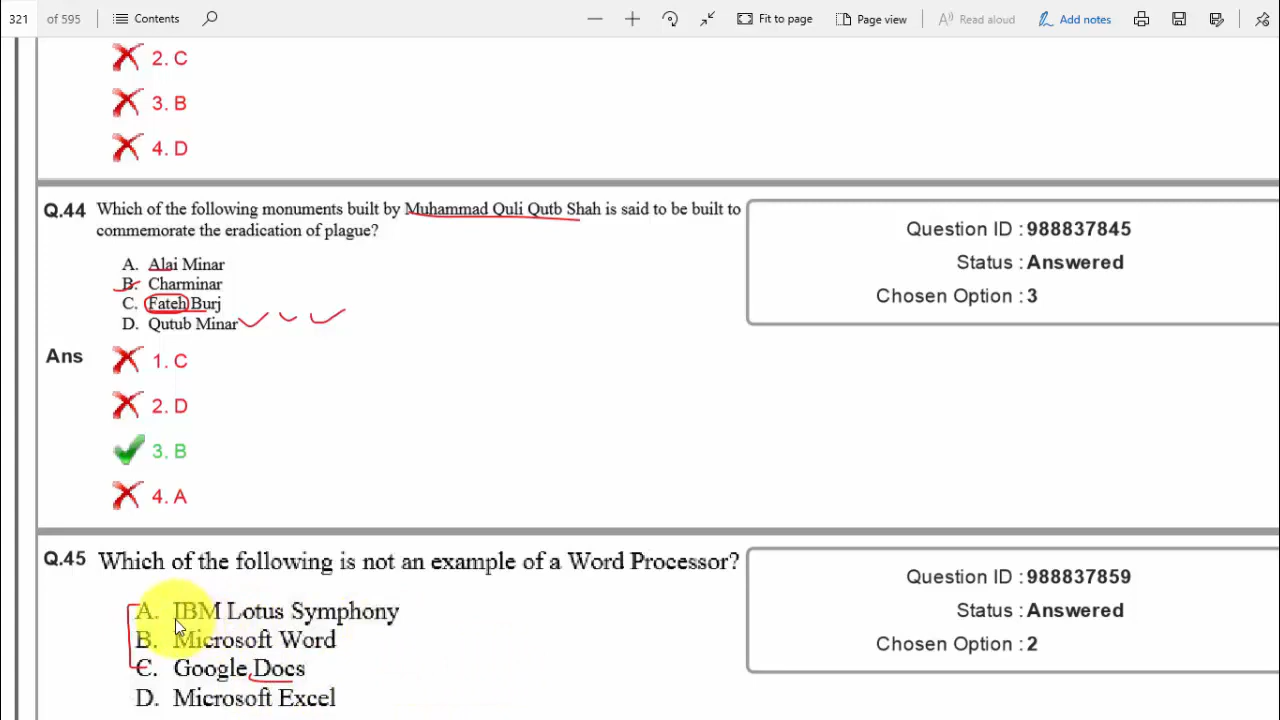 321 of 595 Contents Fit to page Page view Read aloud Add notes
2. C
3. B
4. D
Q.44 Which of the following monuments built by Muhammad Quli Qutb Shah is said to be built to
commemorate the eradication of plague?
A. Alai Minar
B. Charminar
C. Fateh Burj
D. Qutub Minar
Question ID : 988837845
Status : Answered
Chosen Option : 3
Ans
1. C
2. D
3. B
4. A
Q.45 Which of the following is not an example of a Word Processor?
A. IBM Lotus Symphony
B. Microsoft Word
C. Google Docs
D. Microsoft Excel
Question ID : 988837859
Status : Answered
Chosen Option : 2